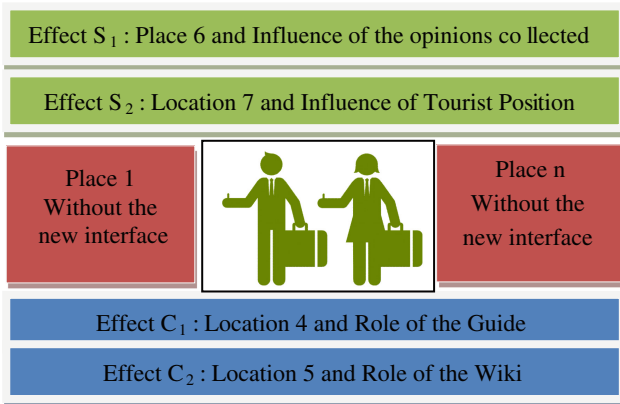 Effect S₁ : Place 6 and Influence of the opinions co llected
Effect S₂ : Location 7 and Influence of Tourist Position
Place 1
Without the
new interface
Place n
Without the
new interface
Effect C₁ : Location 4 and Role of the Guide
Effect C₂ : Location 5 and Role of the Wiki